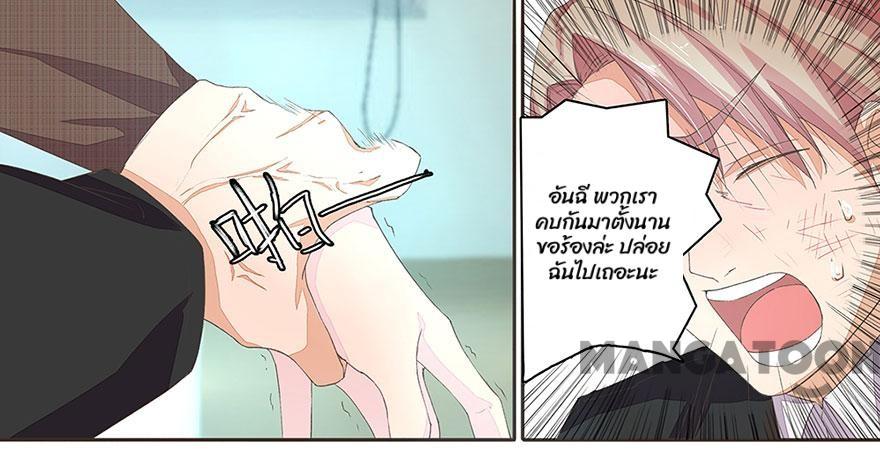 อันฉี พวกเรา
คบกันมาตั้งนาน
ขอร้องล่ะ ปล่อย
ฉันไปเถอะนะ
MANGATOON